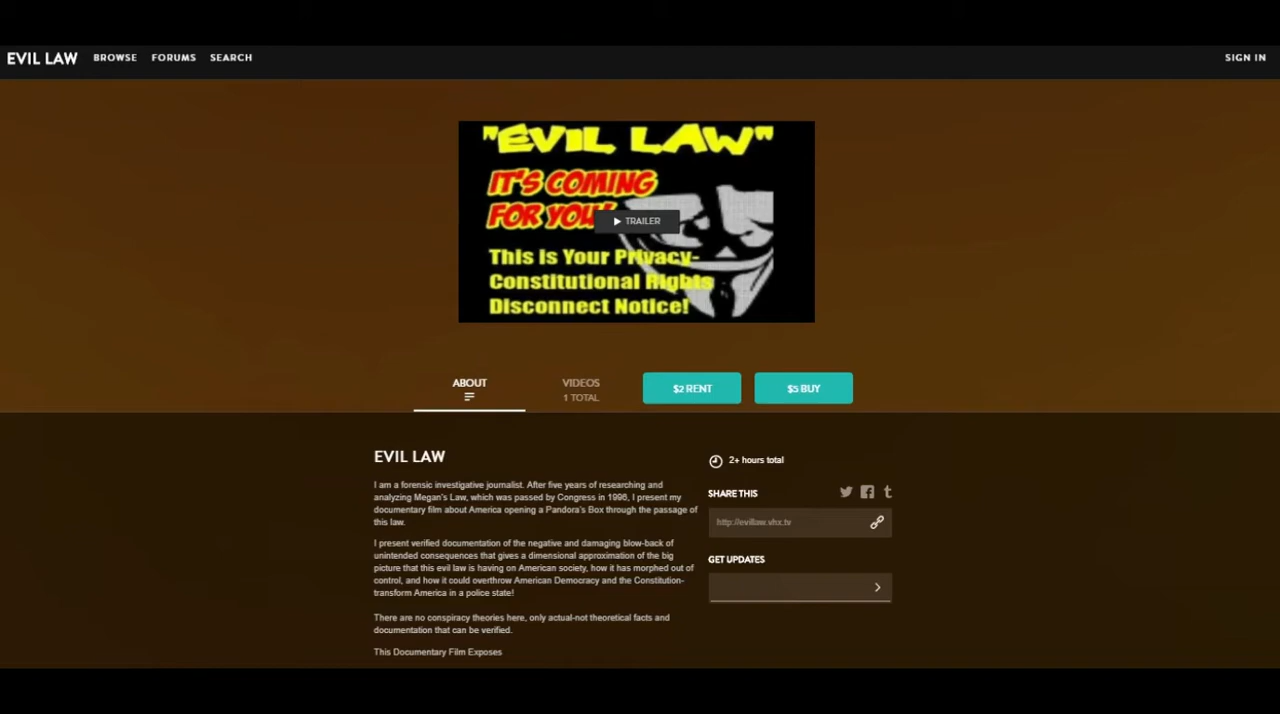 EVIL LAW BROWSE FORUMS SEARCH SIGN IN
"EVIL LAW"
IT'S COMING
FOR YOU!
TRAILER
This Is Your Privacy-
Constitutional Rights
Disconnect Notice!
ABOUT
VIDEOS
1 TOTAL
$2 RENT
$5 BUY
EVIL LAW
I am a forensic investigative journalist. After five years of researching and
analyzing Megan's Law, which was passed by Congress in 1996, I present my
documentary film about America opening a Pandora's Box through the passage of
this law.
I present verified documentation of the negative and damaging blow-back of
unintended consequences that gives a dimensional approximation of the big
picture that this evil law is having on American society, how it has morphed out of
control, and how it could overthrow American Democracy and the Constitution-
transform America in a police state!
There are no conspiracy theories here, only actual-not theoretical facts and
documentation that can be verified.
This Documentary Film Exposes
2+ hours total
SHARE THIS
http://evillaw.vhx.tv
GET UPDATES